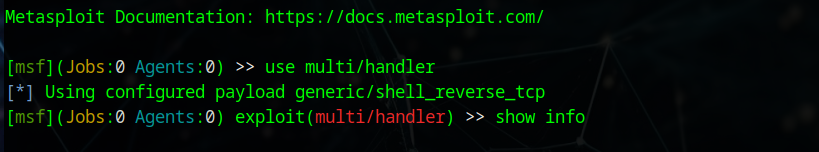 Metasploit Documentation: https://docs.metasploit.com/
[msf](Jobs:0 Agents:0) >> use multi/handler
[*] Using configured payload generic/shell_reverse_tcp
[msf](Jobs:0 Agents:0) exploit(multi/handler) >> show info